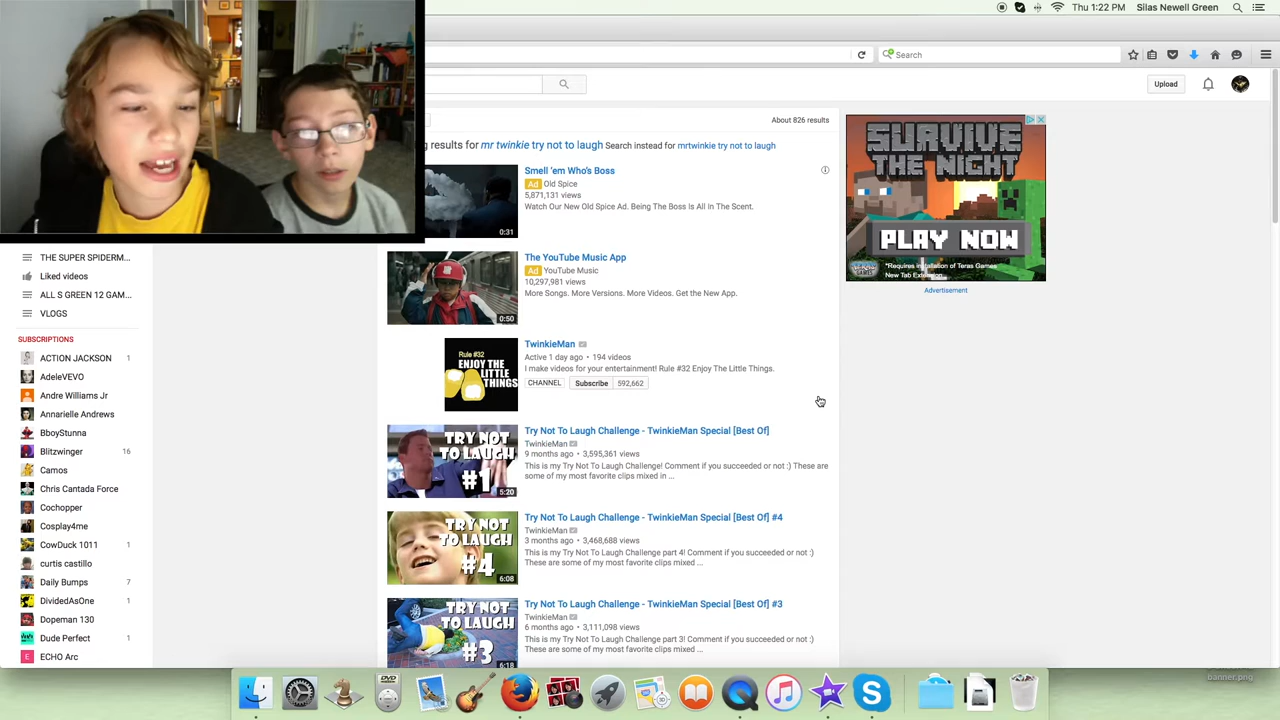 Thu 1:22 PM Silas Newell Green
Search
Upload
About 826 results
results for mr twinkie try not to laugh Search instead for mrtwinkie try not to laugh
Smell 'em Who's Boss
Ad Old Spice
5,871,131 views
Watch Our New Old Spice Ad. Being The Boss Is All In The Scent.
0:31
The YouTube Music App
Ad YouTube Music
10,297,981 views
More Songs. More Versions. More Videos. Get the New App.
0:50
TwinkieMan
Active 1 day ago • 194 videos
I make videos for your entertainment! Rule #32 Enjoy The Little Things.
CHANNEL Subscribe 592,662
Rule #32
ENJOY THE
LITTLE
THINGS
Try Not To Laugh Challenge - TwinkieMan Special [Best Of]
TwinkieMan
9 months ago • 3,595,361 views
This is my Try Not To Laugh Challenge! Comment if you succeeded or not :) These are
some of my most favorite clips mixed in ...
TRY NOT
TO LAUGH
#1
5:20
Try Not To Laugh Challenge - TwinkieMan Special [Best Of] #4
TwinkieMan
3 months ago • 3,468,688 views
This is my Try Not To Laugh Challenge part 4! Comment if you succeeded or not :)
These are some of my most favorite clips mixed ...
TRY NOT
TO LAUGH
#4
6:08
Try Not To Laugh Challenge - TwinkieMan Special [Best Of] #3
TwinkieMan
6 months ago • 3,111,098 views
This is my Try Not To Laugh Challenge part 3! Comment if you succeeded or not :)
These are some of my most favorite clips mixed ...
TRY NOT
TO LAUGH
#3
6:18
SURVIVE
THE NIGHT
PLAY NOW
*Requires installation of Teras Games
New Tab Extension
Advertisement
THE SUPER SPIDERM...
Liked videos
ALL S GREEN 12 GAM...
VLOGS
SUBSCRIPTIONS
ACTION JACKSON 1
AdeleVEVO
Andre Williams Jr
Annarielle Andrews
BboyStunna
Blitzwinger 16
Camos
Chris Cantada Force
Cochopper
Cosplay4me
CowDuck 1011 1
curtis castillo
Daily Bumps 7
DividedAsOne 1
Dopeman 130
Dude Perfect 1
ECHO Arc
banner.png
DVD